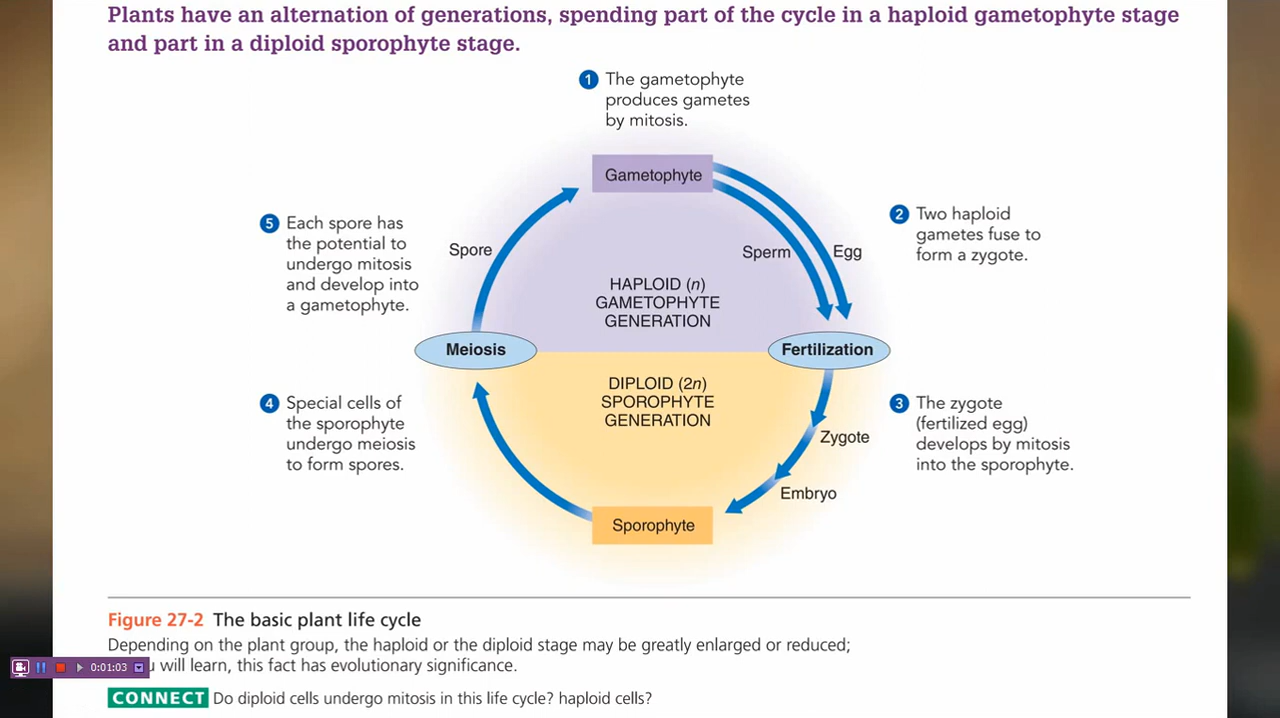 Plants have an alternation of generations, spending part of the cycle in a haploid gametophyte stage
and part in a diploid sporophyte stage.
1 The gametophyte
produces gametes
by mitosis.
Gametophyte
5 Each spore has
the potential to
undergo mitosis
and develop into
a gametophyte.
Spore
Sperm
Egg
2 Two haploid
gametes fuse to
form a zygote.
HAPLOID (n)
GAMETOPHYTE
GENERATION
Meiosis
Fertilization
DIPLOID (2n)
SPOROPHYTE
GENERATION
4 Special cells of
the sporophyte
undergo meiosis
to form spores.
3 The zygote
(fertilized egg)
develops by mitosis
into the sporophyte.
Zygote
Embryo
Sporophyte
Figure 27-2 The basic plant life cycle
Depending on the plant group, the haploid or the diploid stage may be greatly enlarged or reduced;
will learn, this fact has evolutionary significance.
0:01:03
CONNECT Do diploid cells undergo mitosis in this life cycle? haploid cells?